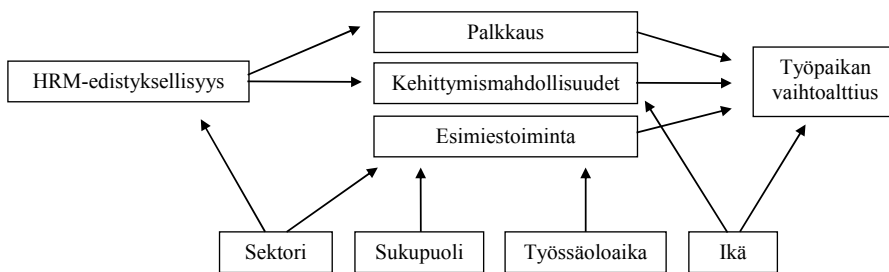 Palkkaus
HRM-edistyksellisyys
Kehittymismahdollisuudet
Työpaikan
vaihtoalttius
Esimiestoiminta
Sektori
Sukupuoli
Työssäoloaika
Ikä